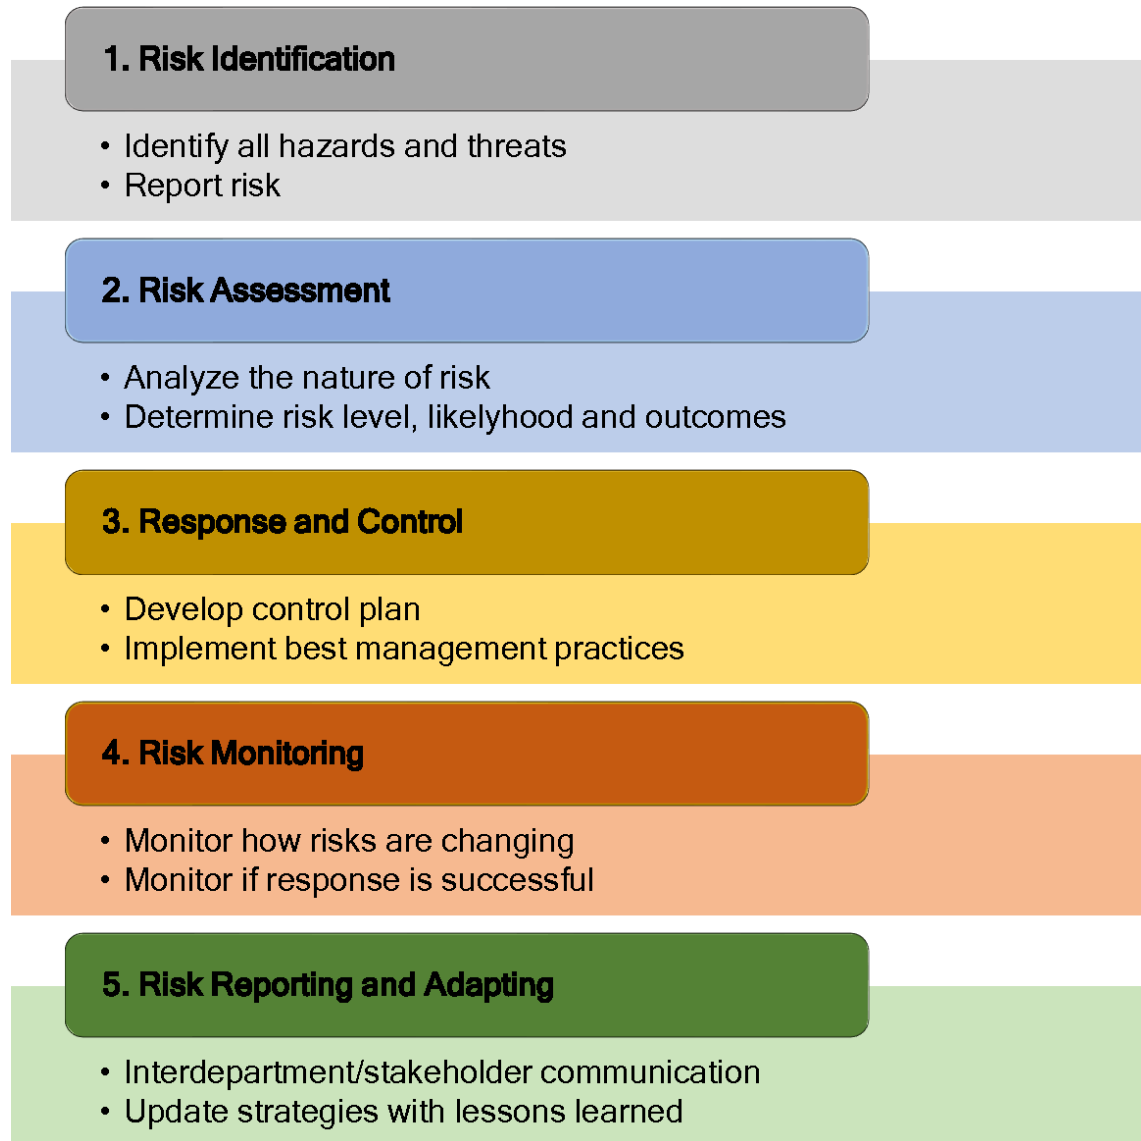 1. Risk Identification
• Identify all hazards and threats
• Report risk
2. Risk Assessment
• Analyze the nature of risk
• Determine risk level, likelyhood and outcomes
3. Response and Control
• Develop control plan
• Implement best management practices
4. Risk Monitoring
• Monitor how risks are changing
• Monitor if response is successful
5. Risk Reporting and Adapting
• Interdepartment/stakeholder communication
• Update strategies with lessons learned